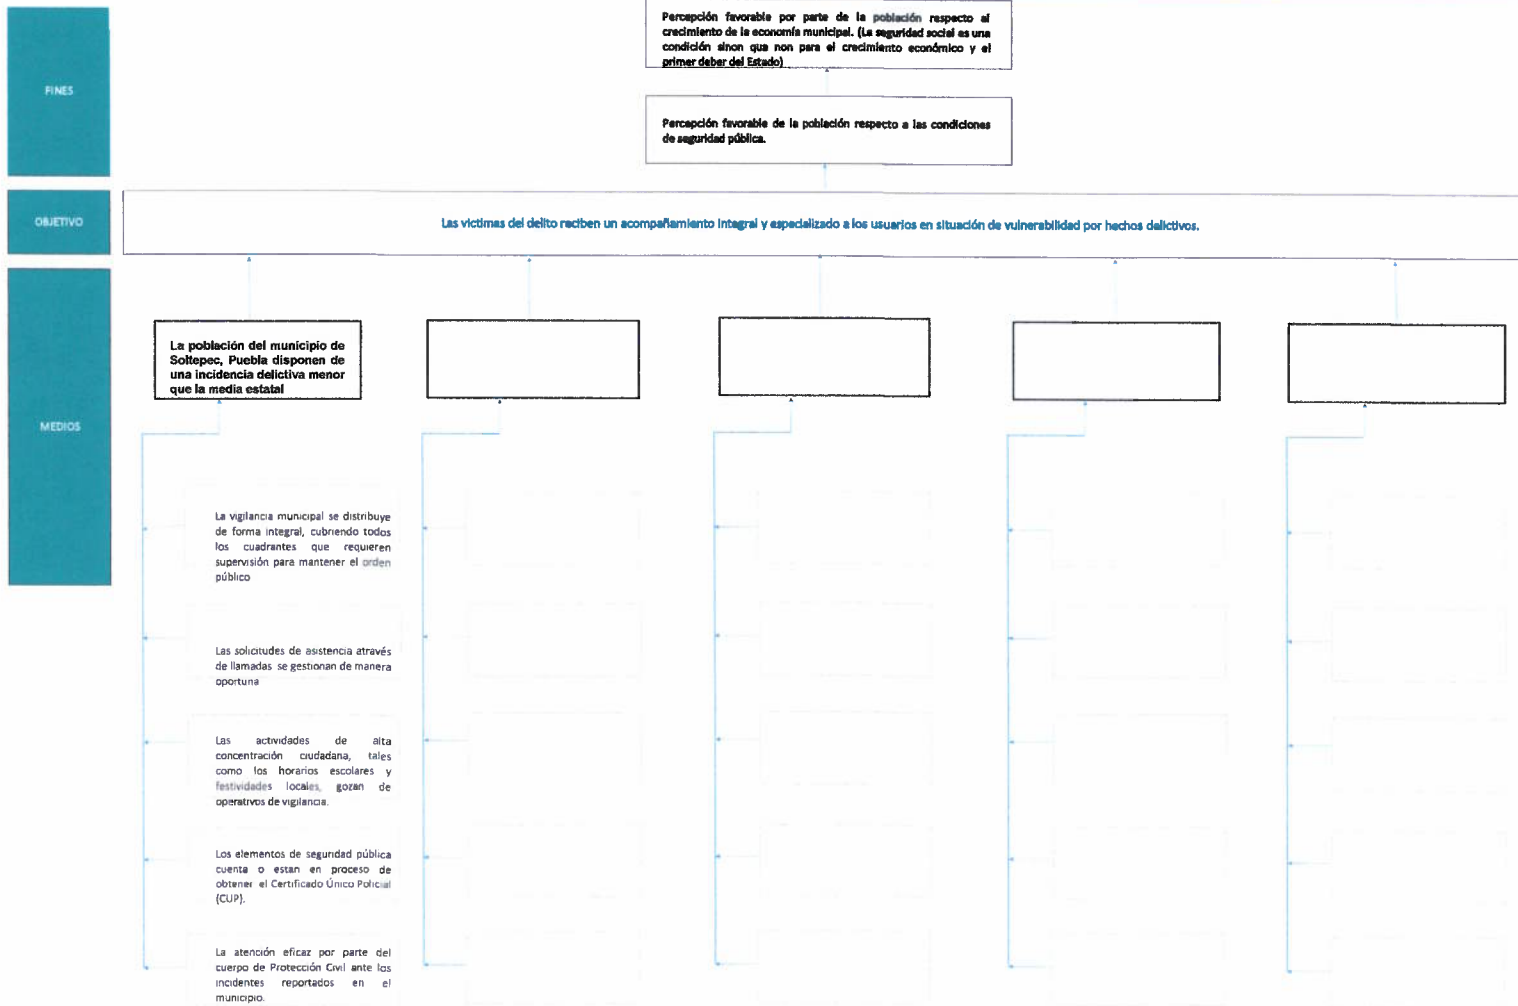 Percepción favorable por parte de la población respecto al
crecimiento de la economía municipal. (La seguridad social es una
condición sinon qua non para el crecimiento económico y el
primer deber del Estado)
FINES
Percepción favorable de la población respecto a las condiciones
de seguridad pública.
OBJETIVO
Las victimas del delito reciben un acompañamiento integral y especializado a los usuarios en situación de vulnerabilidad por hechos delictivos.
MEDIOS
La población del municipio de
Soltepec, Puebla disponen de
una incidencia delictiva menor
que la media estatal
La vigilancia municipal se distribuye
de forma integral, cubriendo todos
los cuadrantes que requieren
supervisión para mantener el orden
público
Las solicitudes de asistencia através
de llamadas se gestionan de manera
oportuna
Las actividades de alta
concentración ciudadana, tales
como los horarios escolares y
festividades locales, gozan de
operativos de vigilancia.
Los elementos de seguridad pública
cuenta o estan en proceso de
obtener el Certificado Único Policial
(CUP).
La atención eficaz por parte del
cuerpo de Protección Civil ante los
incidentes reportados en el
municipio.